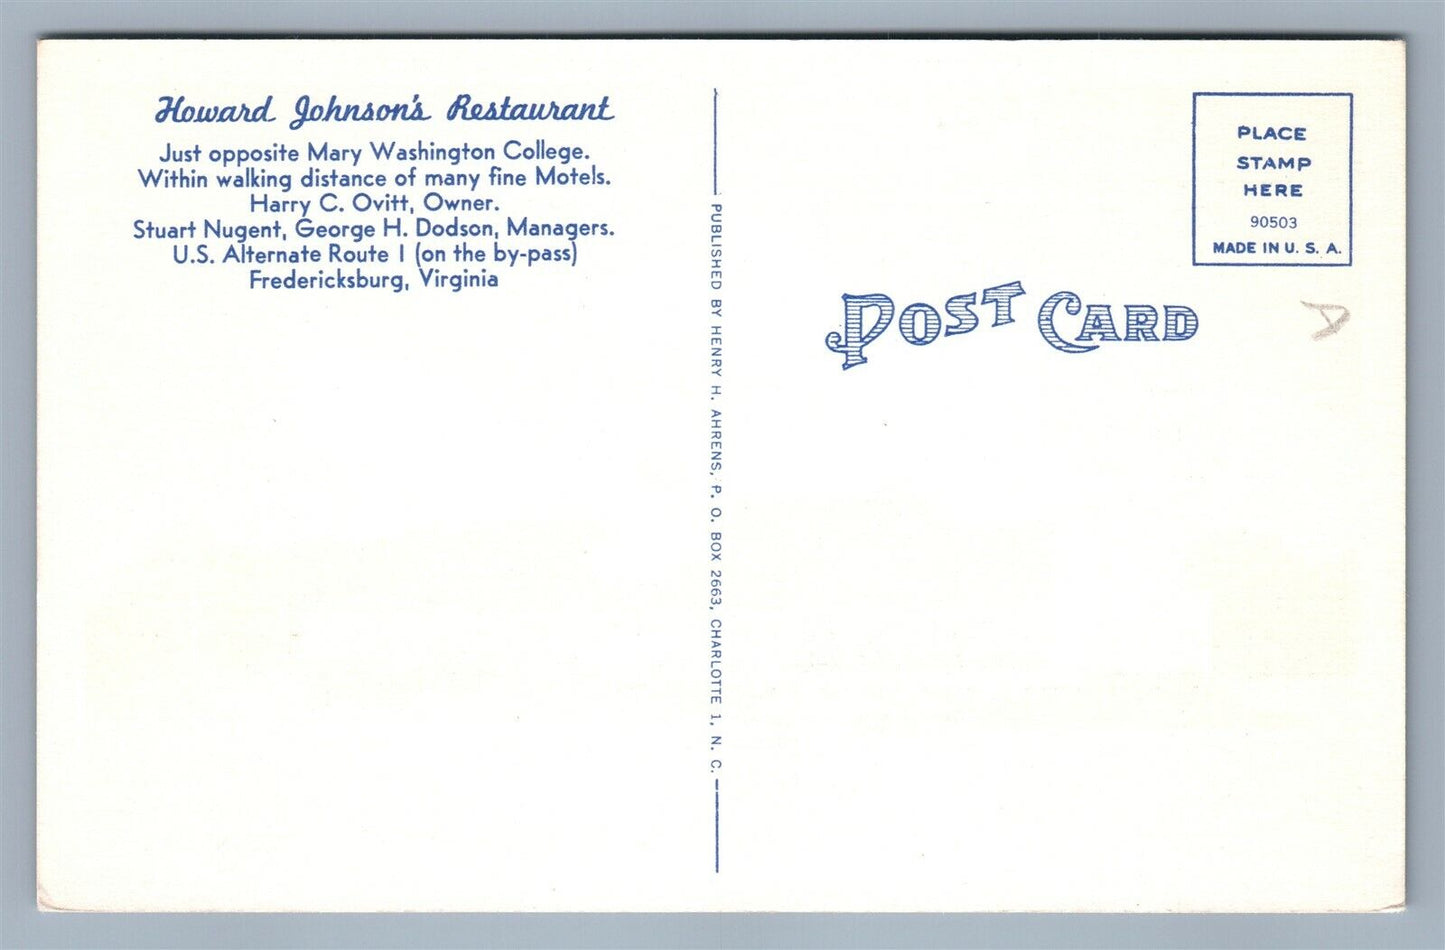 Howard Johnson's Restaurant
Just opposite Mary Washington College.
Within walking distance of many fine Motels.
Harry C. Ovitt, Owner.
Stuart Nugent, George H. Dodson, Managers.
U.S. Alternate Route 1 (on the by-pass)
Fredericksburg, Virginia
PUBLISHED BY HENRY H. AHRENS, P. O. BOX 2663, CHARLOTTE 1, N. C.
PLACE
STAMP
HERE
90503
MADE IN U. S. A.
POST CARD